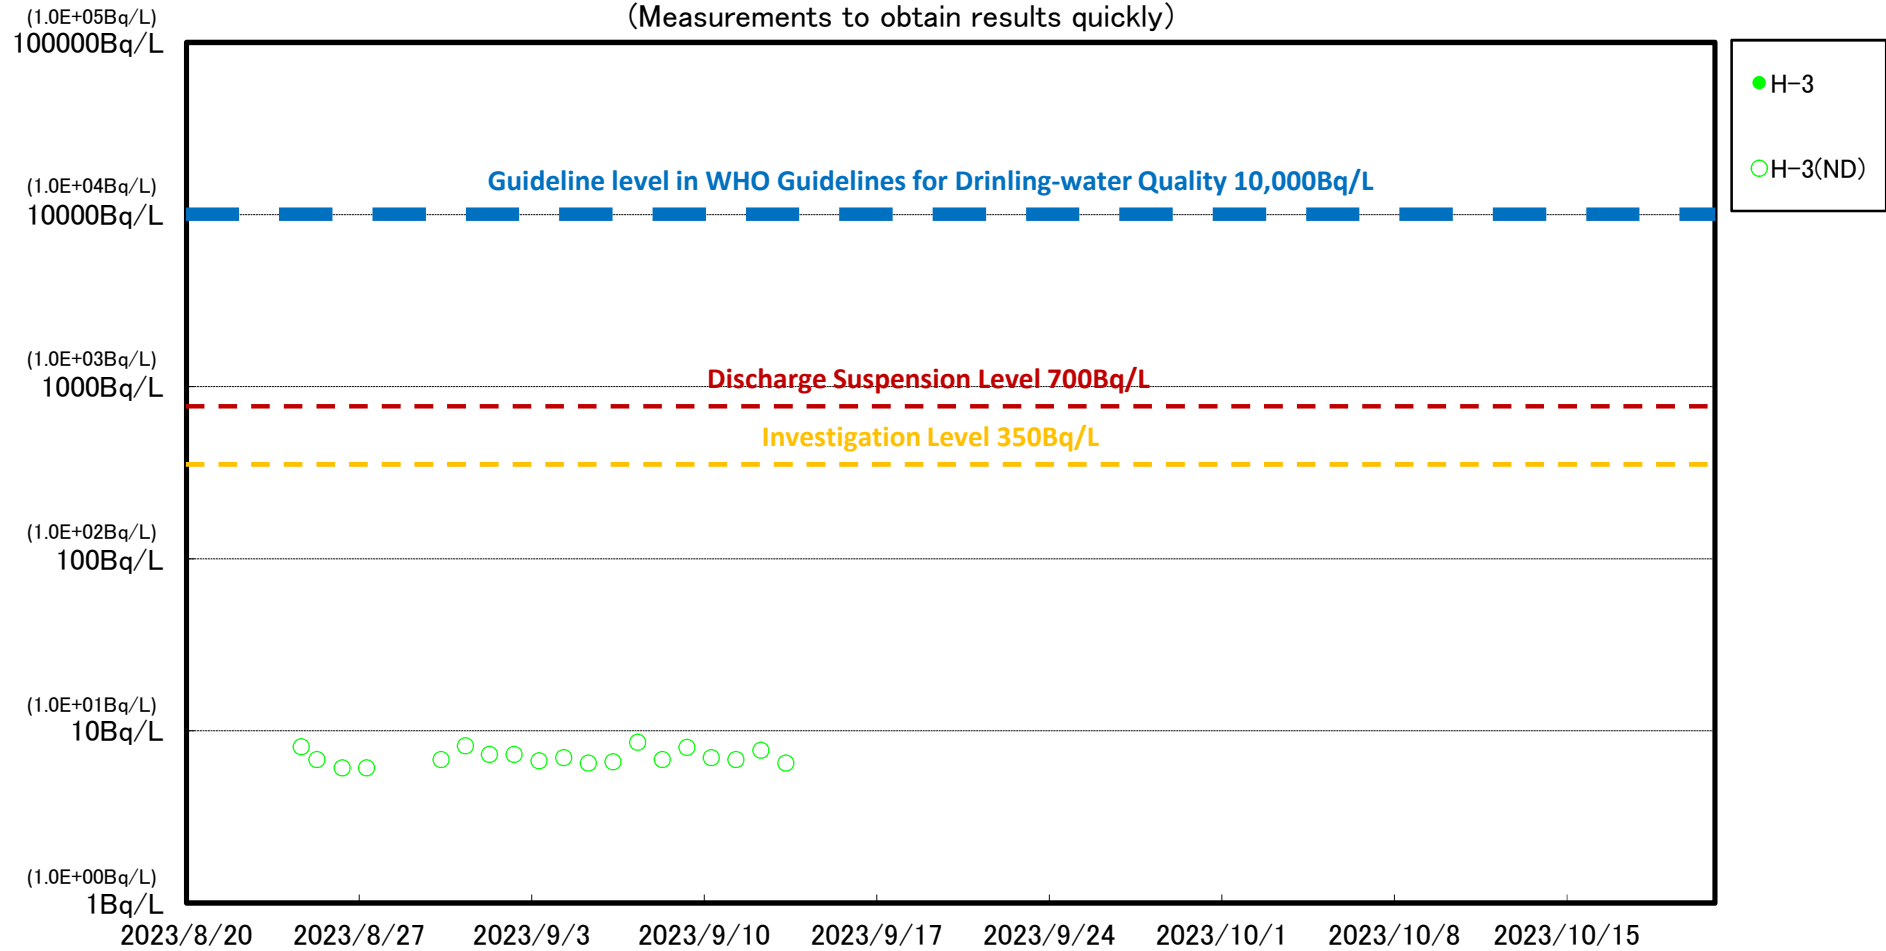 (Measurements to obtain results quickly)
(1.0E+05Bq/L)
100000Bq/L
H-3
H-3(ND)
Guideline level in WHO Guidelines for Drinling-water Quality 10,000Bq/L
(1.0E+04Bq/L)
10000Bq/L
(1.0E+03Bq/L)
1000Bq/L
Discharge Suspension Level 700Bq/L
Investigation Level 350Bq/L
(1.0E+02Bq/L)
100Bq/L
(1.0E+01Bq/L)
10Bq/L
(1.0E+00Bq/L)
1Bq/L
2023/8/20 2023/8/27 2023/9/3 2023/9/10 2023/9/17 2023/9/24 2023/10/1 2023/10/8 2023/10/15